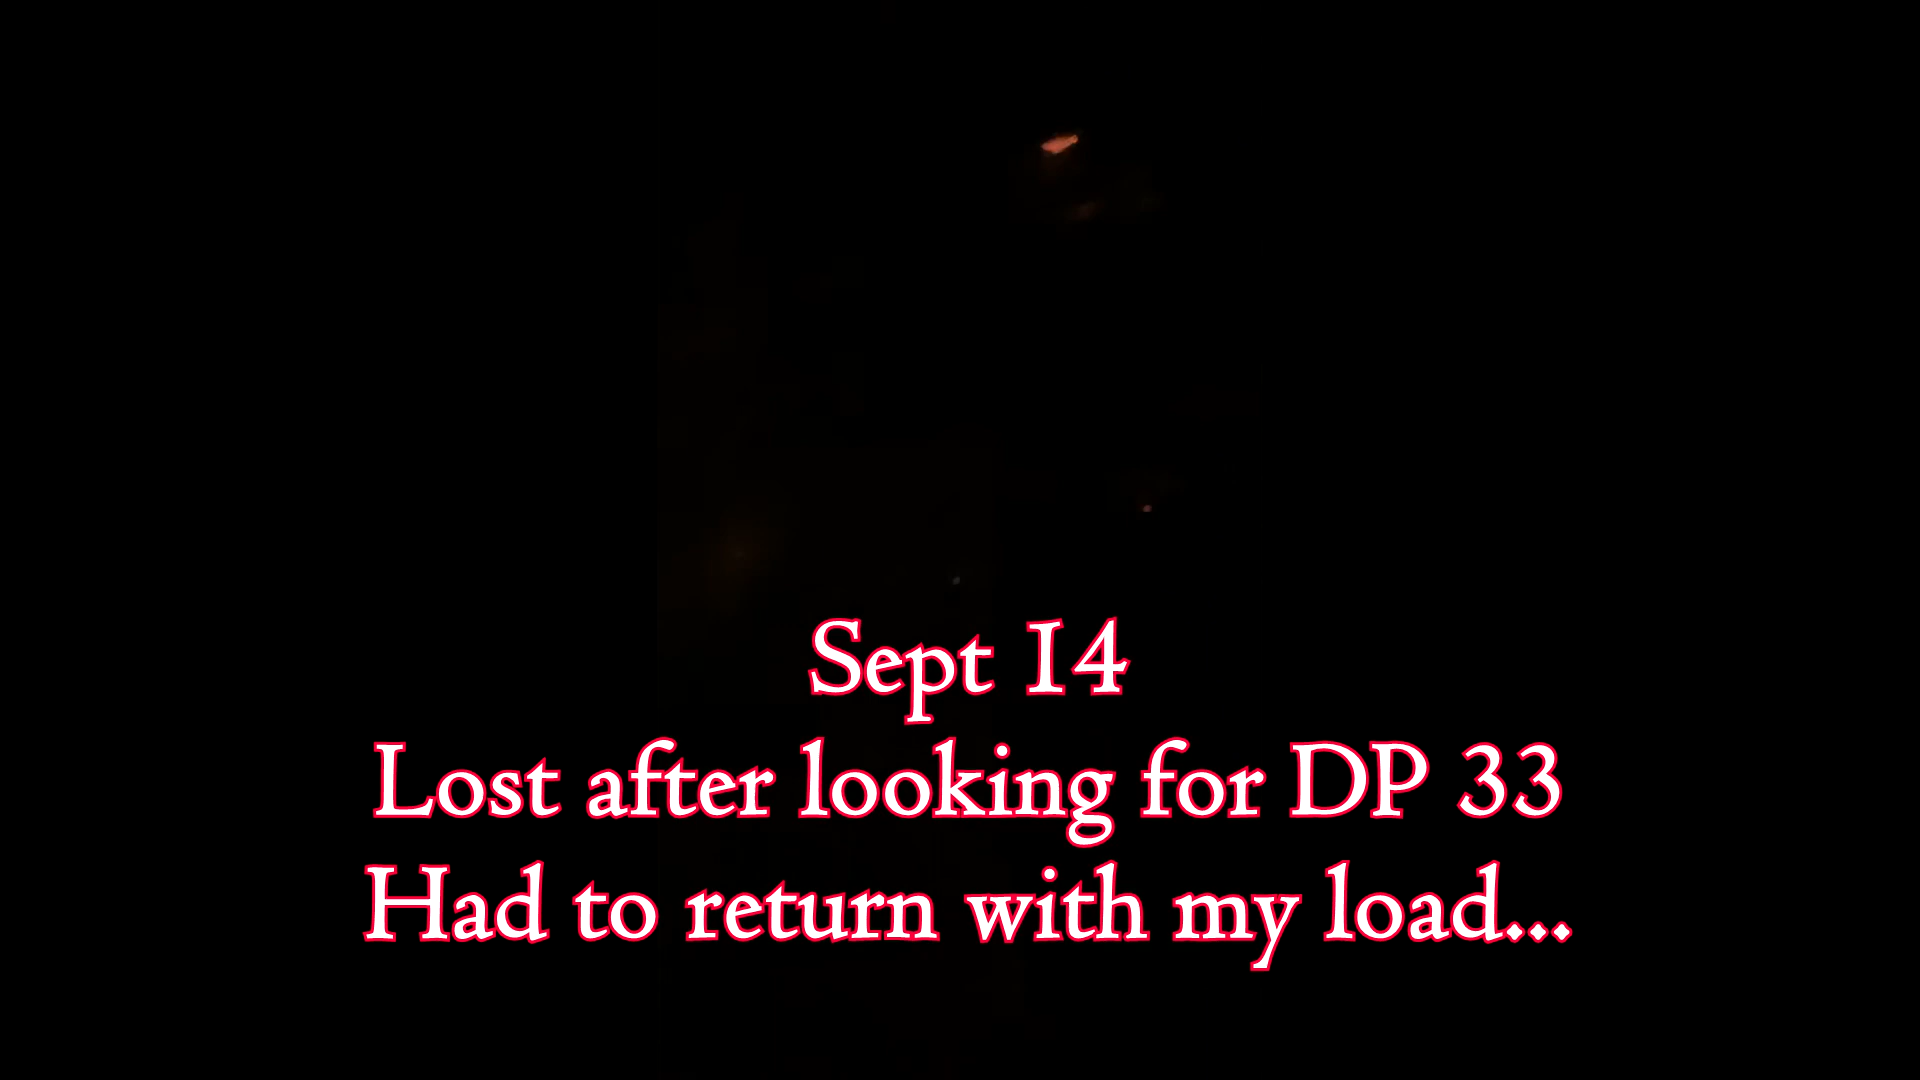 Sept 14
Lost after looking for DP 33
Had to return with my load...